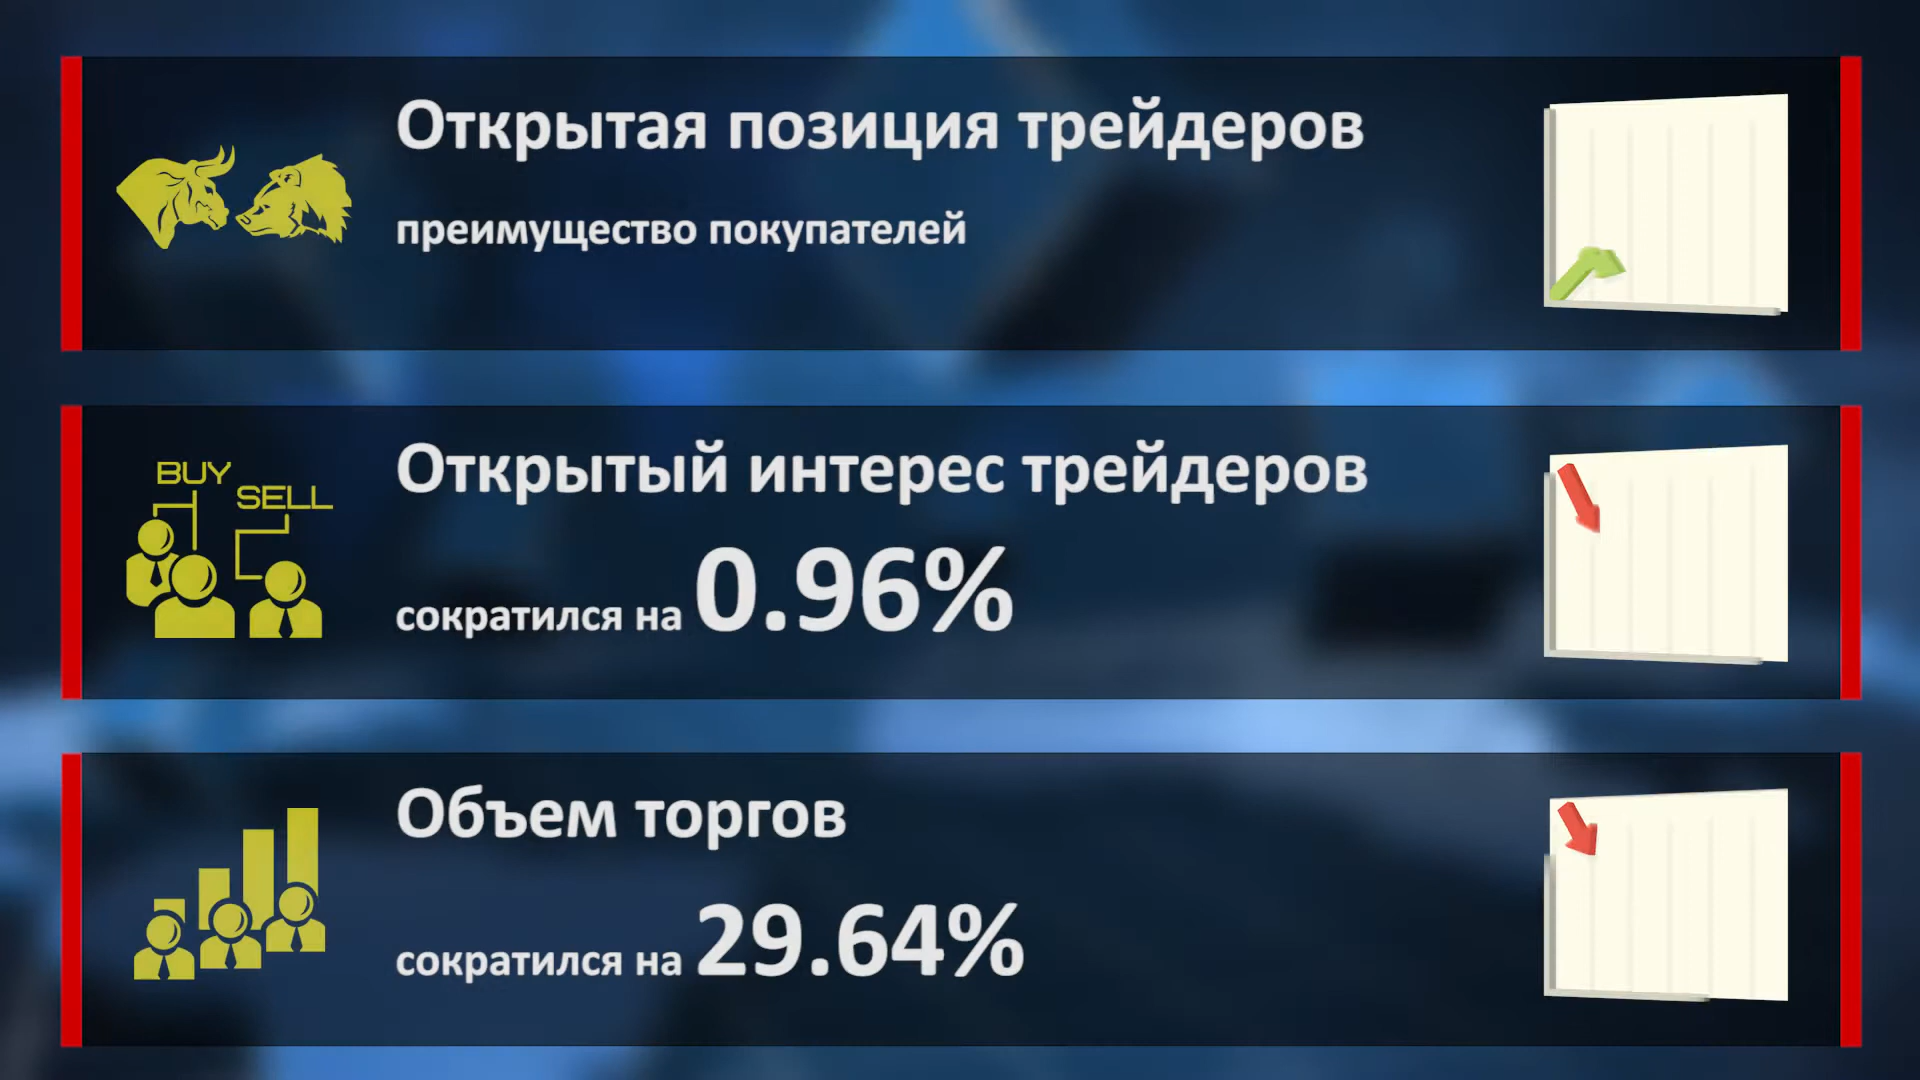 Открытая позиция трейдеров
преимущество покупателей
BUY
SELL
Открытый интерес трейдеров
сократился на 0.96%
Объем торгов
сократился на 29.64%